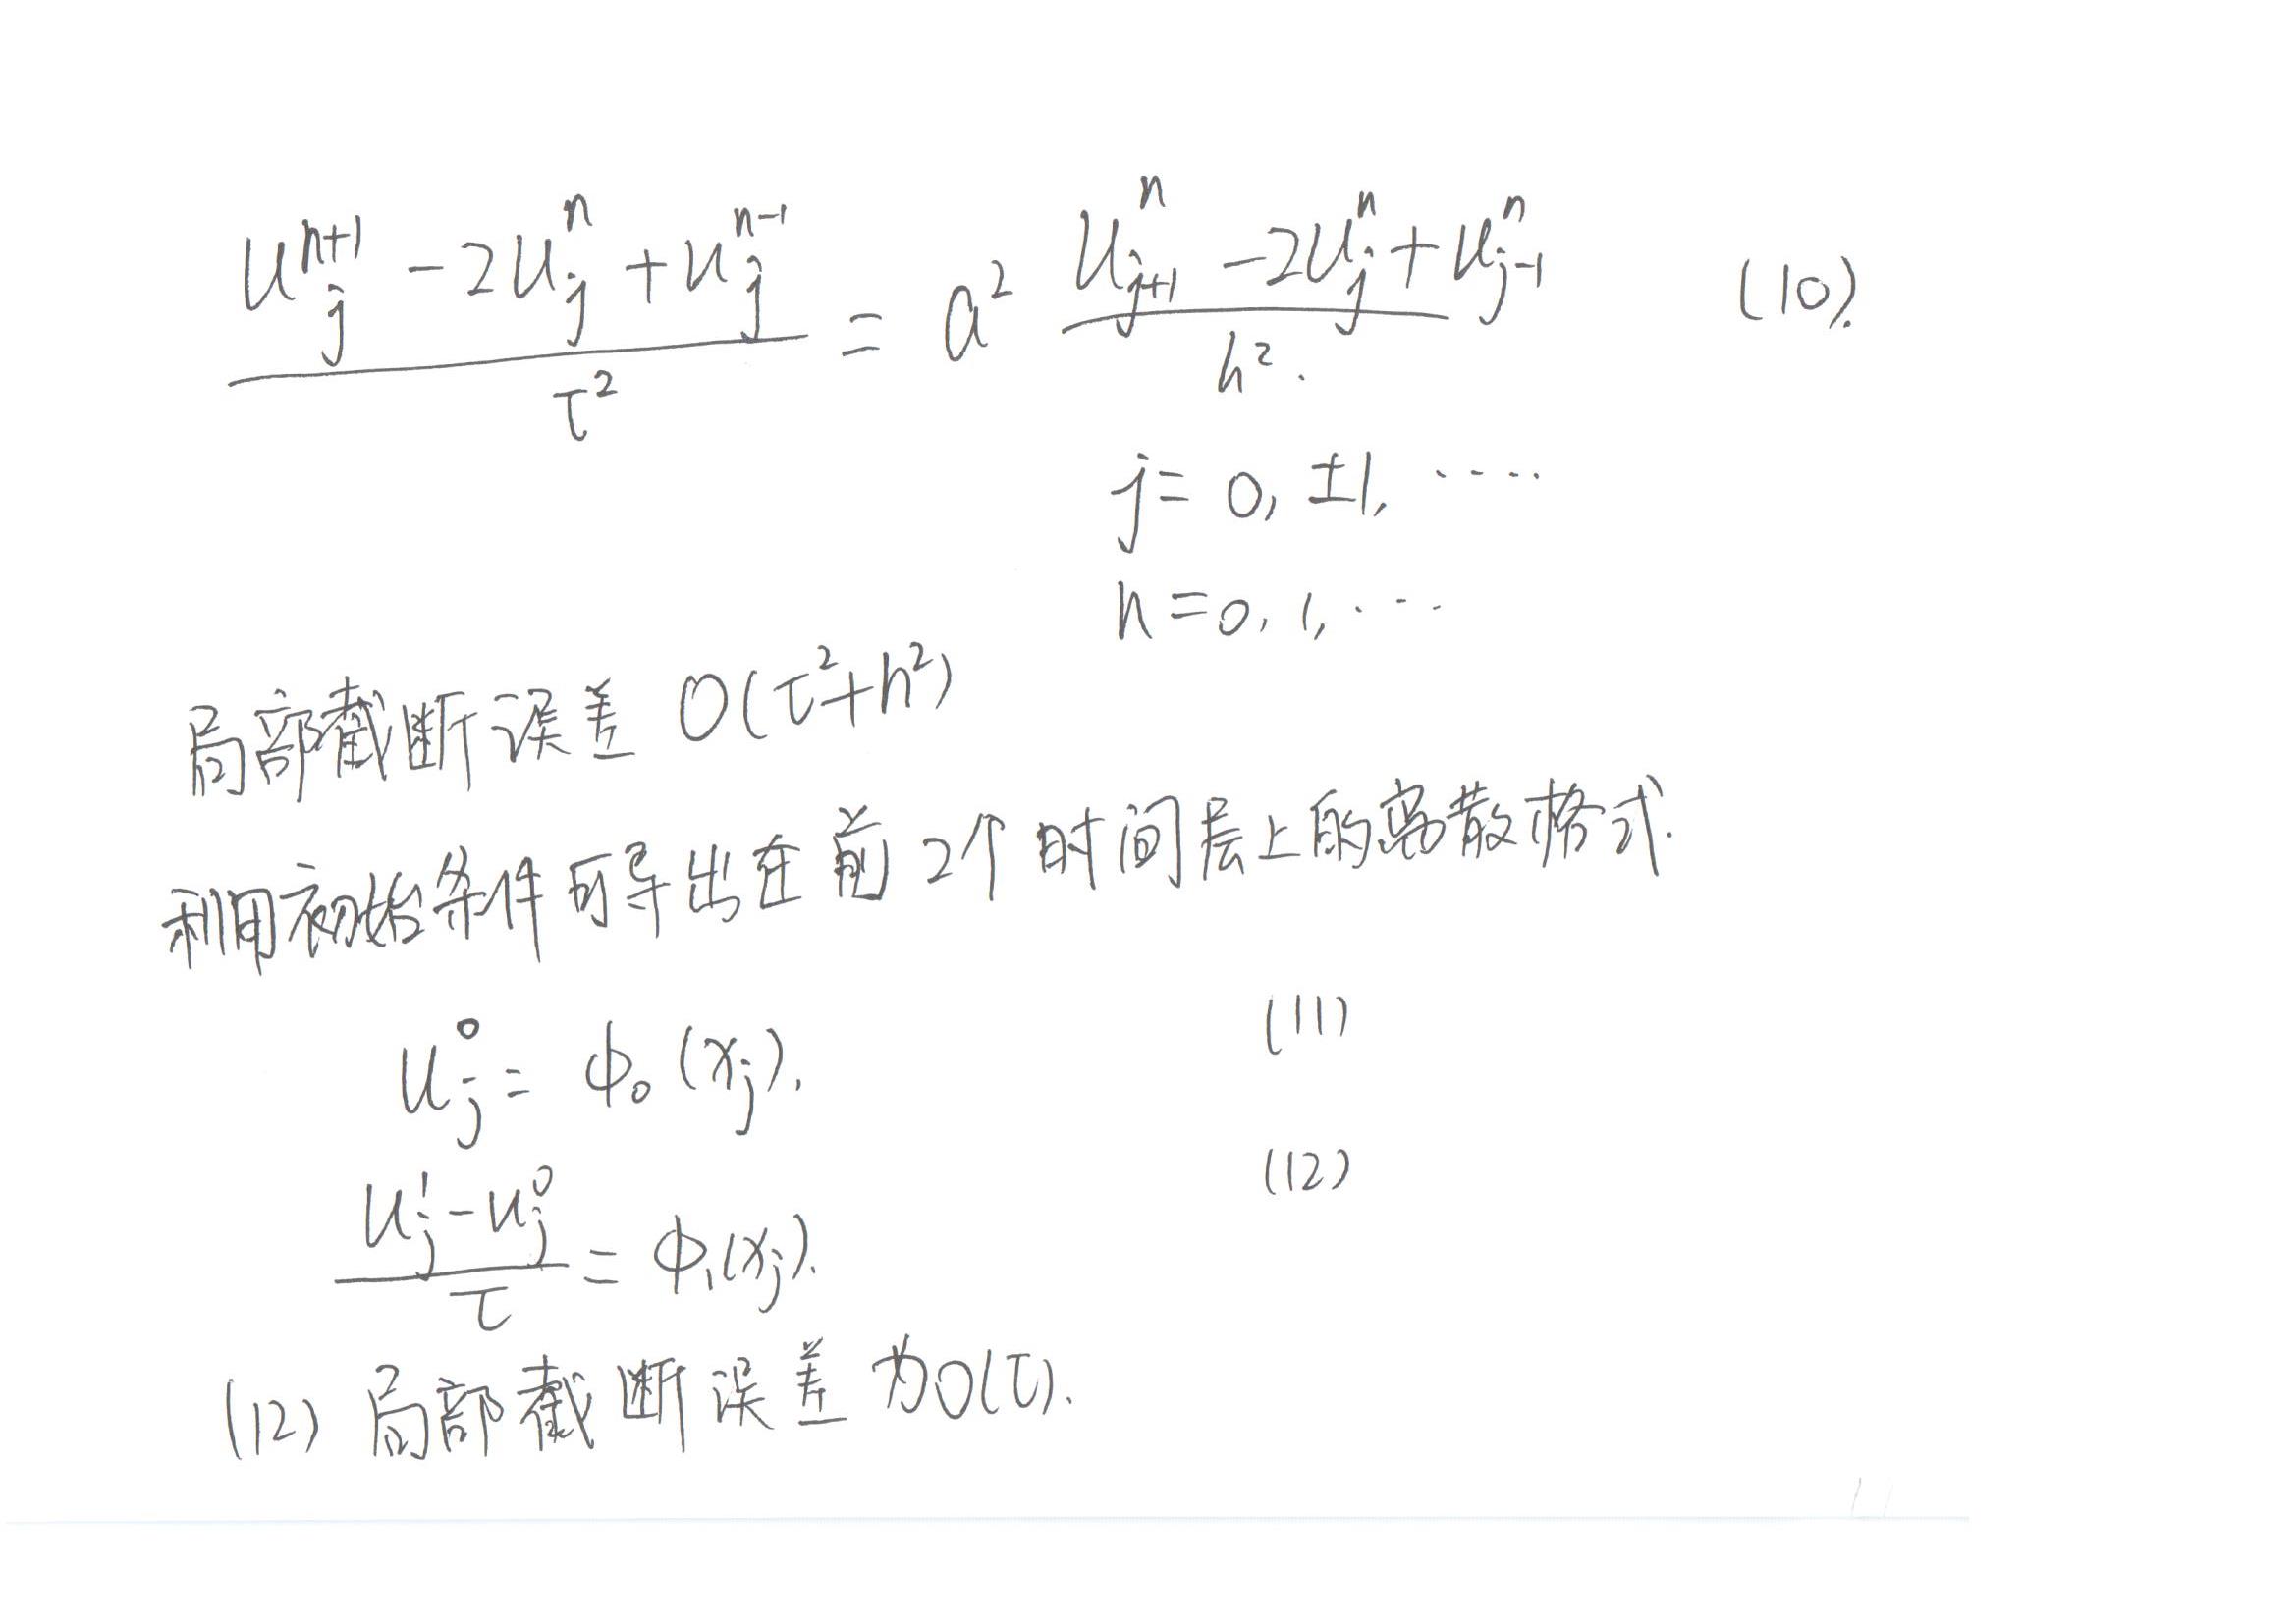 $\frac{u_j^{n+1} - 2u_j^n + u_j^{n-1}}{\tau^2} = a^2 \frac{u_{j+1}^n - 2u_j^n + u_{j-1}^n}{h^2}.$ (10).
$j = 0, \pm 1, \cdots\cdots$
$n = 0, 1, \cdots$
局部截断误差 $O(\tau^2+h^2)$
利用初始条件可导出在前2个时间层上的离散格式.
$u_j^0 = \phi_0(x_j).$ (11)
$\frac{u_j^1 - u_j^0}{\tau} = \phi_1(x_j).$ (12)
(12) 局部截断误差为$O(\tau)$.